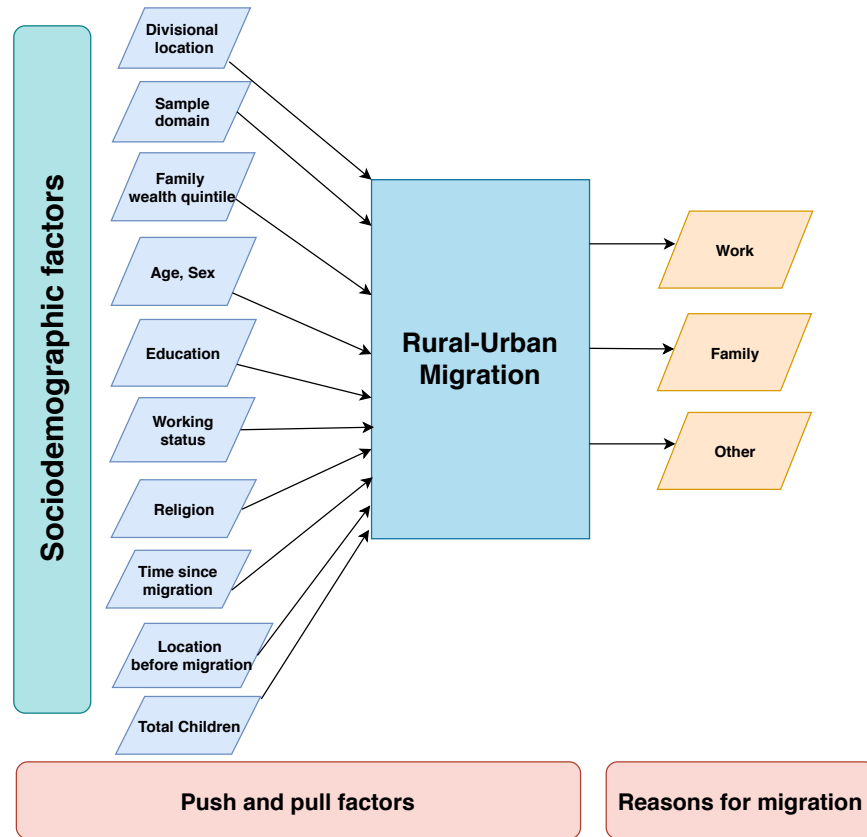 Sociodemographic factors
Divisional
location
Sample
domain
Family
wealth quintile
Age, Sex
Education
Working
status
Religion
Time since
migration
Location
before migration
Total Children
Rural-Urban
Migration
Work
Family
Other
Push and pull factors
Reasons for migration